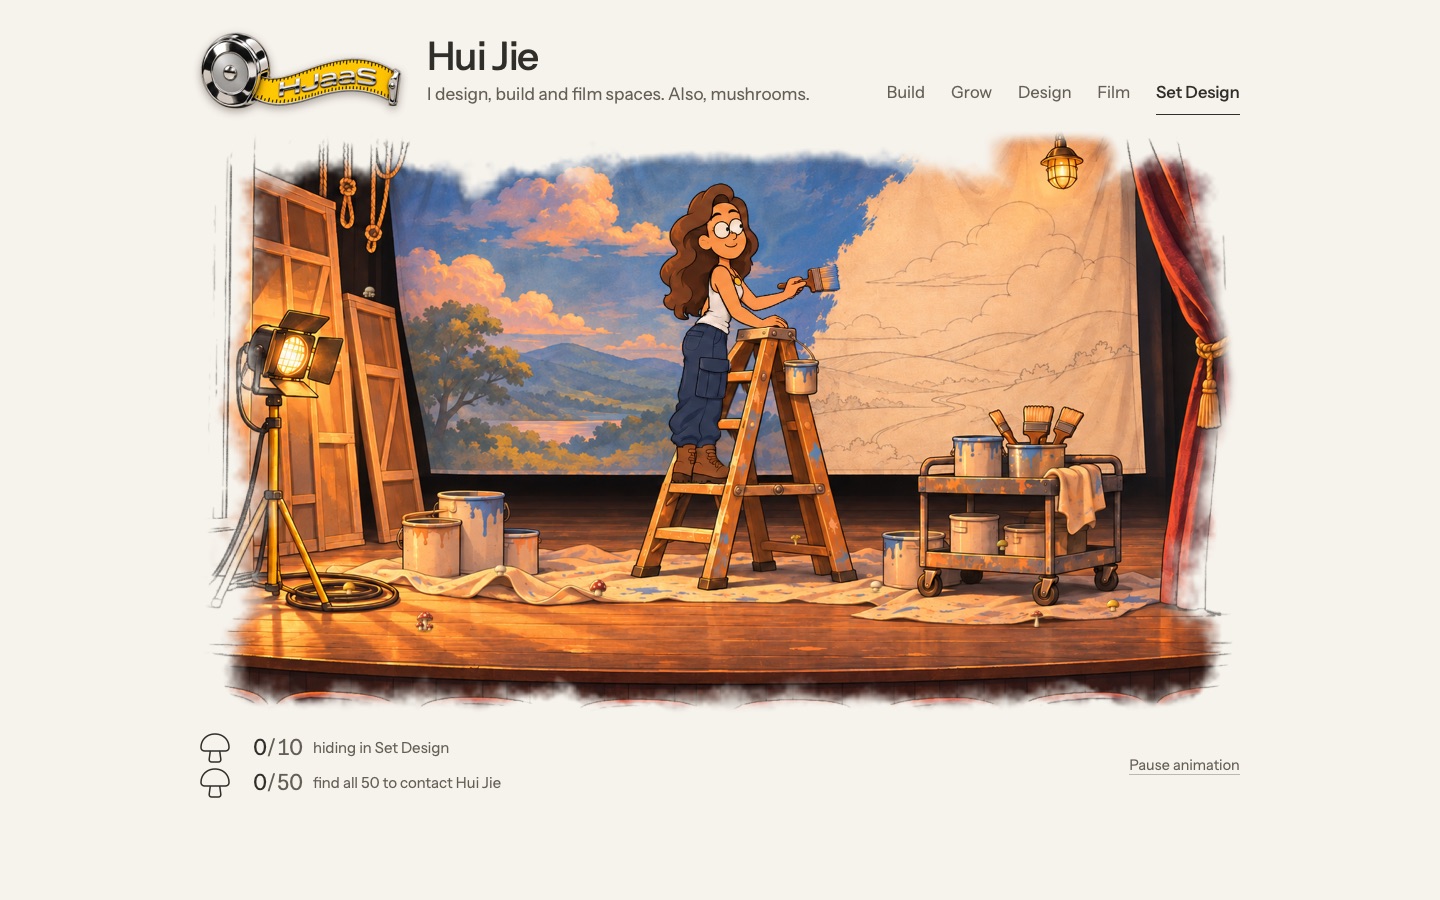 HJaaS
Hui Jie
I design, build and film spaces. Also, mushrooms.
Build
Grow
Design
Film
Set Design
0/10 hiding in Set Design
0/50 find all 50 to contact Hui Jie
Pause animation